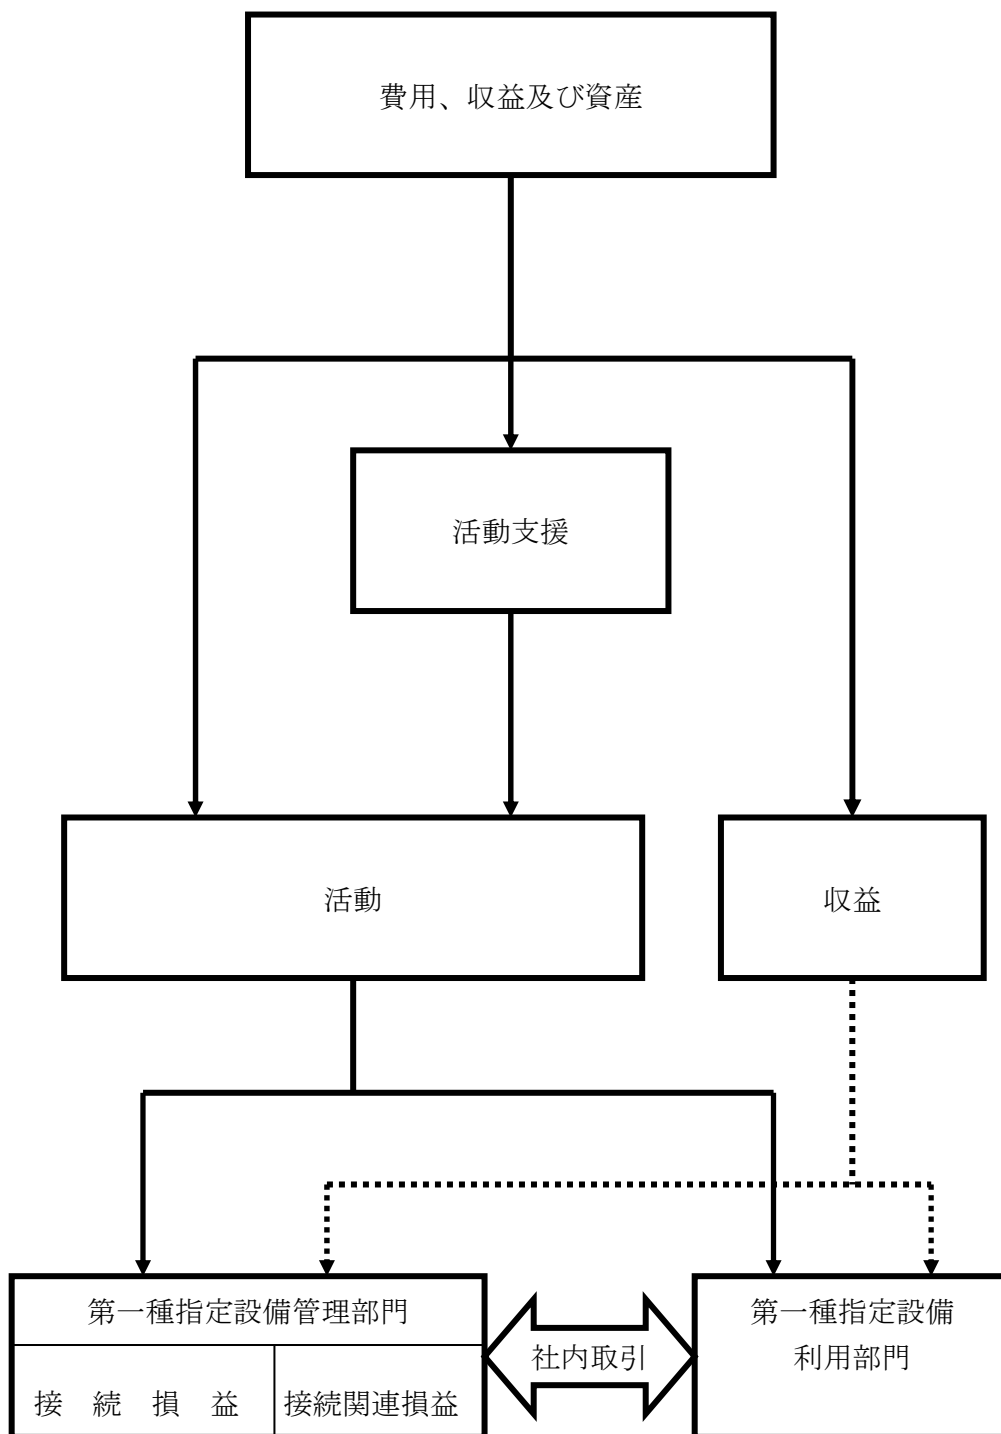 費用、収益及び資産
活動支援
活動
収益
第一種指定設備管理部門
接続損益
接続関連損益
社内取引
第一種指定設備
利用部門